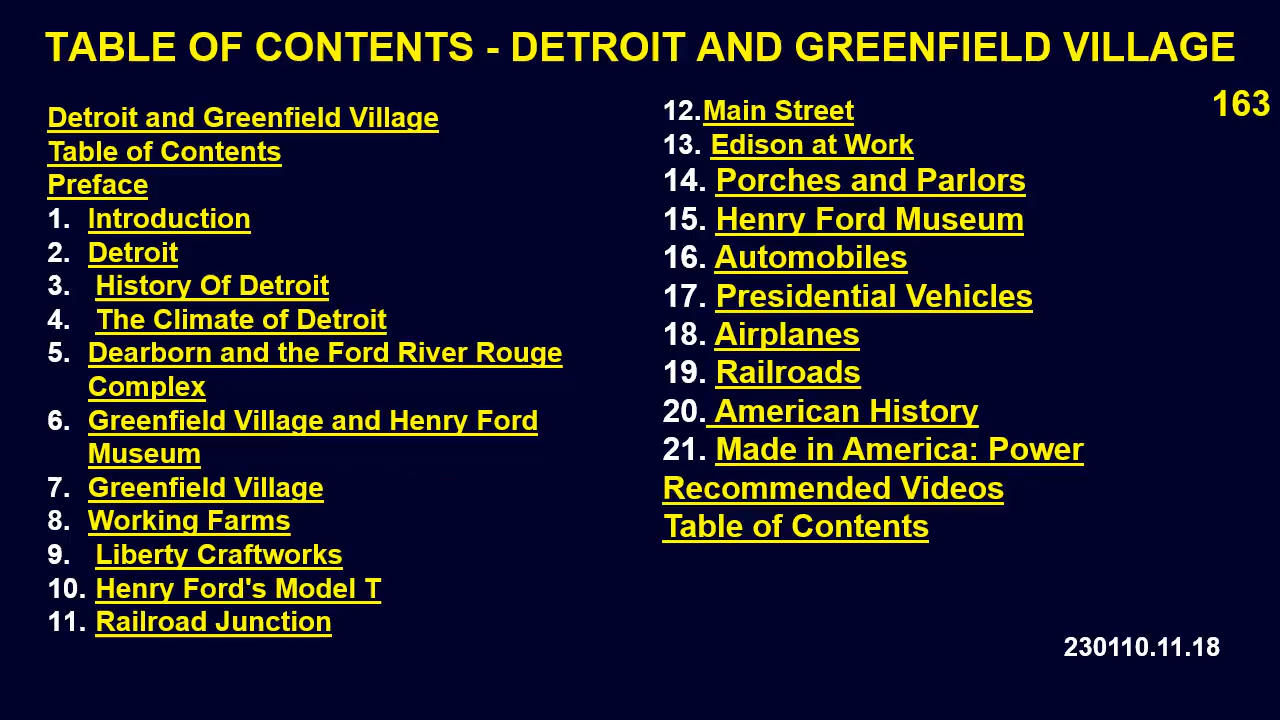 TABLE OF CONTENTS - DETROIT AND GREENFIELD VILLAGE
163
Detroit and Greenfield Village
Table of Contents
Preface
1. Introduction
2. Detroit
3. History Of Detroit
4. The Climate of Detroit
5. Dearborn and the Ford River Rouge
Complex
6. Greenfield Village and Henry Ford
Museum
7. Greenfield Village
8. Working Farms
9. Liberty Craftworks
10. Henry Ford's Model T
11. Railroad Junction
12. Main Street
13. Edison at Work
14. Porches and Parlors
15. Henry Ford Museum
16. Automobiles
17. Presidential Vehicles
18. Airplanes
19. Railroads
20. American History
21. Made in America: Power
Recommended Videos
Table of Contents
230110.11.18